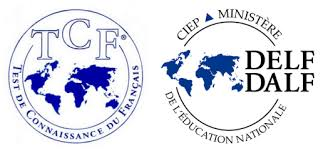 TCF®
TEST DE CONNAISSANCE DU FRANÇAIS
CIEP ▲ MINISTÈRE
DELF
DALF
DE L'ÉDUCATION NATIONALE